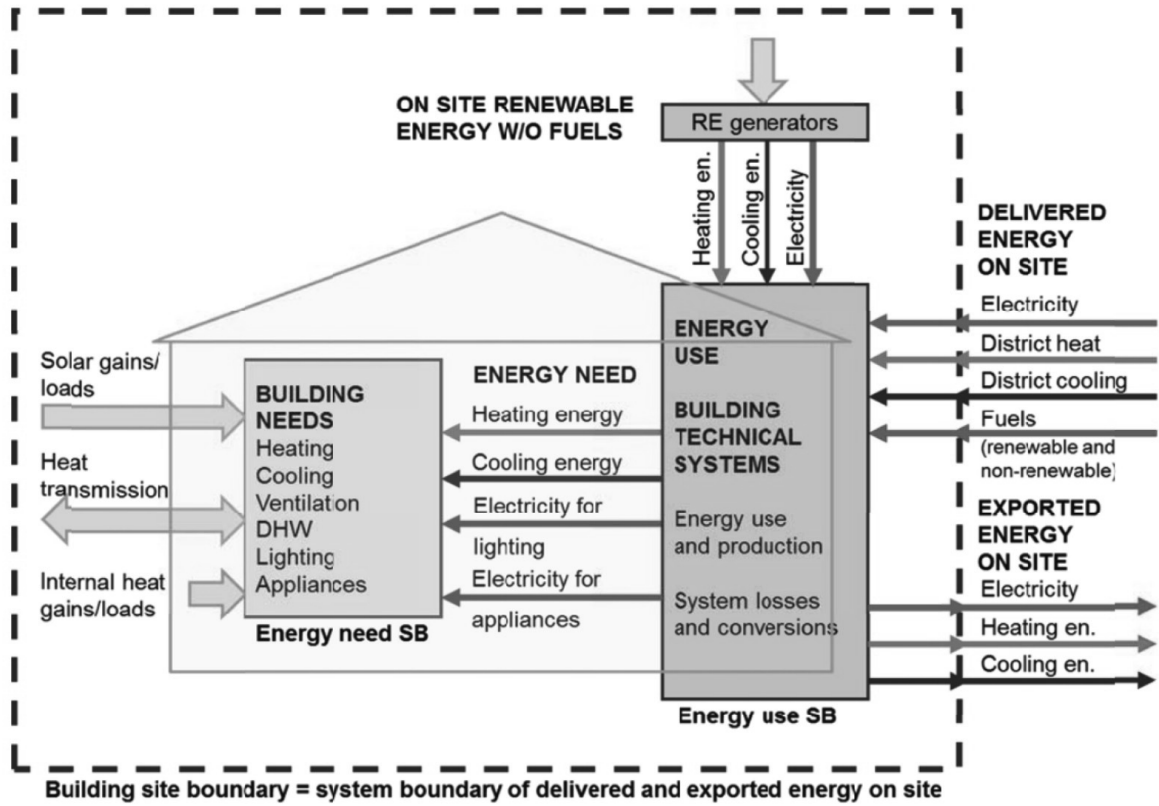 ON SITE RENEWABLE
ENERGY W/O FUELS
RE generators
Heating en.
Cooling en.
Electricity
DELIVERED
ENERGY
ON SITE
Electricity
District heat
District cooling
Fuels
(renewable and
non-renewable)
EXPORTED
ENERGY
ON SITE
Electricity
Heating en.
Cooling en.
ENERGY
USE
BUILDING
TECHNICAL
SYSTEMS
Energy use
and production
System losses
and conversions
Energy use SB
ENERGY NEED
Heating energy
Cooling energy
Electricity for
lighting
Electricity for
appliances
BUILDING
NEEDS
Heating
Cooling
Ventilation
DHW
Lighting
Appliances
Energy need SB
Solar gains/
loads
Heat
transmission
Internal heat
gains/loads
Building site boundary = system boundary of delivered and exported energy on site